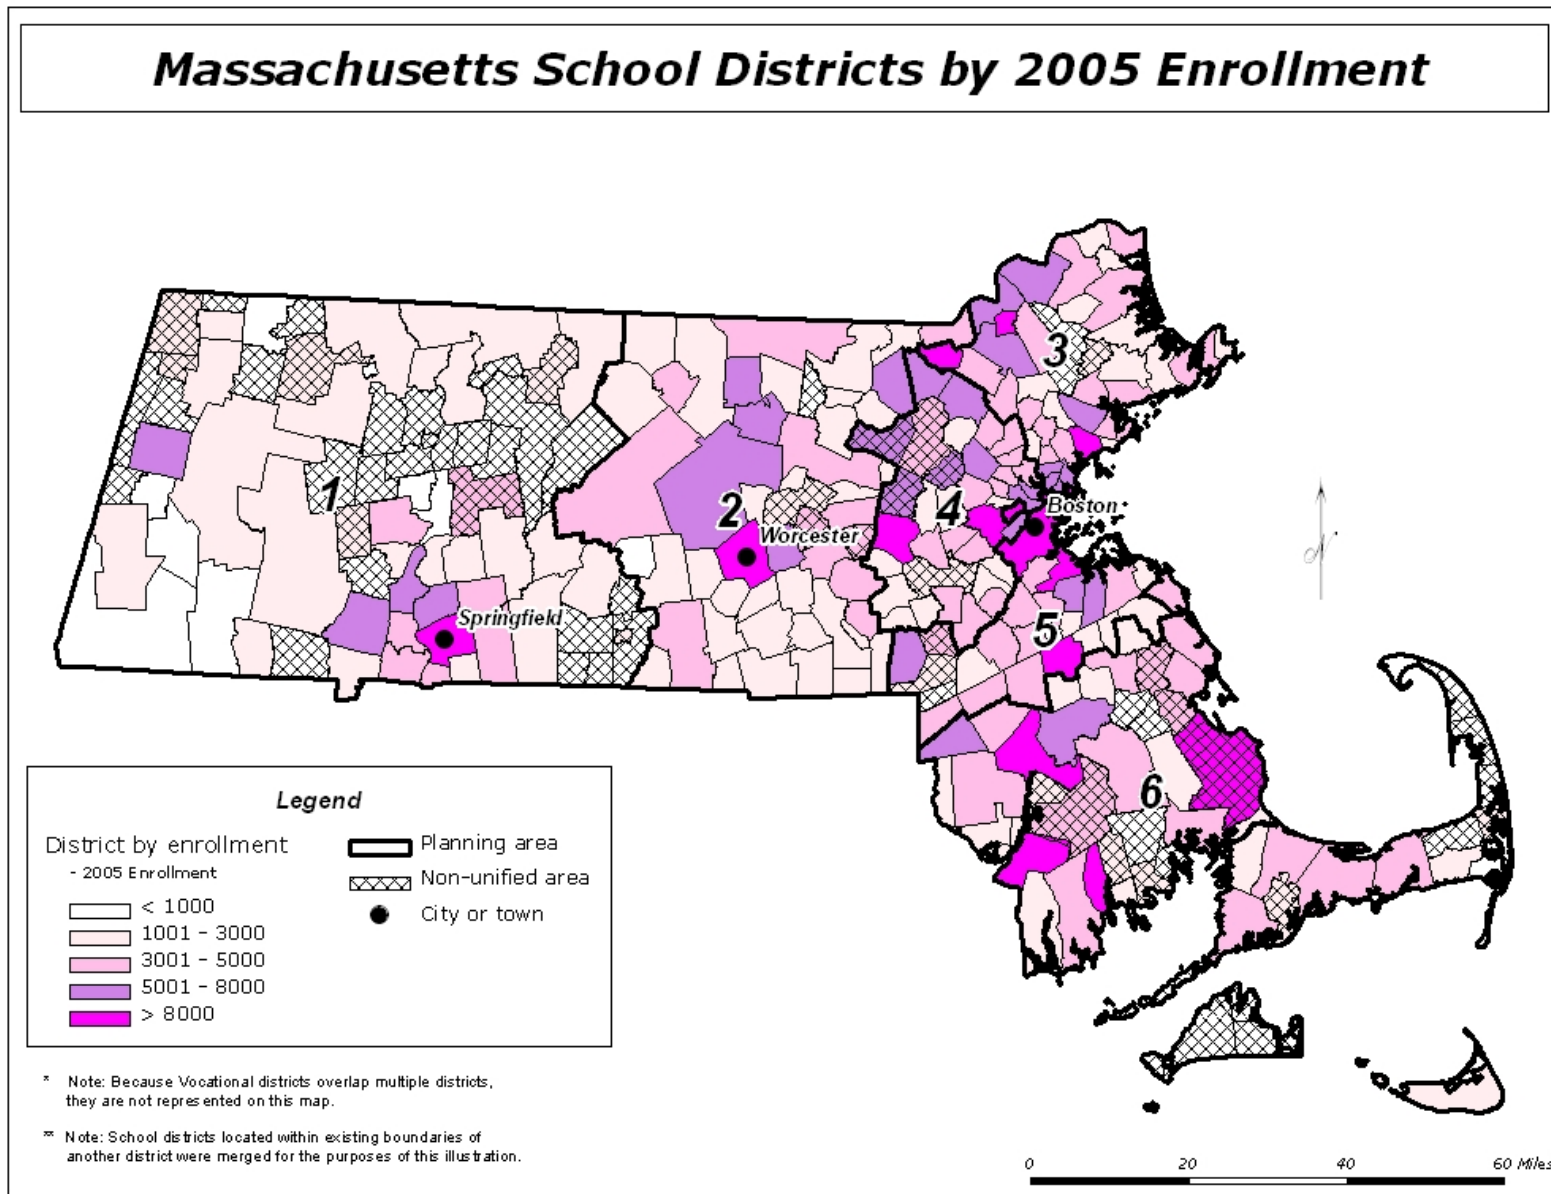 Massachusetts School Districts by 2005 Enrollment
3
1
2
4
Boston
Worcester
Springfield
5
6
N
Legend
District by enrollment
- 2005 Enrollment
< 1000
1001 - 3000
3001 - 5000
5001 - 8000
> 8000
Planning area
Non-unified area
City or town
* Note: Because Vocational districts overlap multiple districts,
they are not represented on this map.
** Note: School districts located within existing boundaries of
another district were merged for the purposes of this illustration.
0 20 40 60 Miles